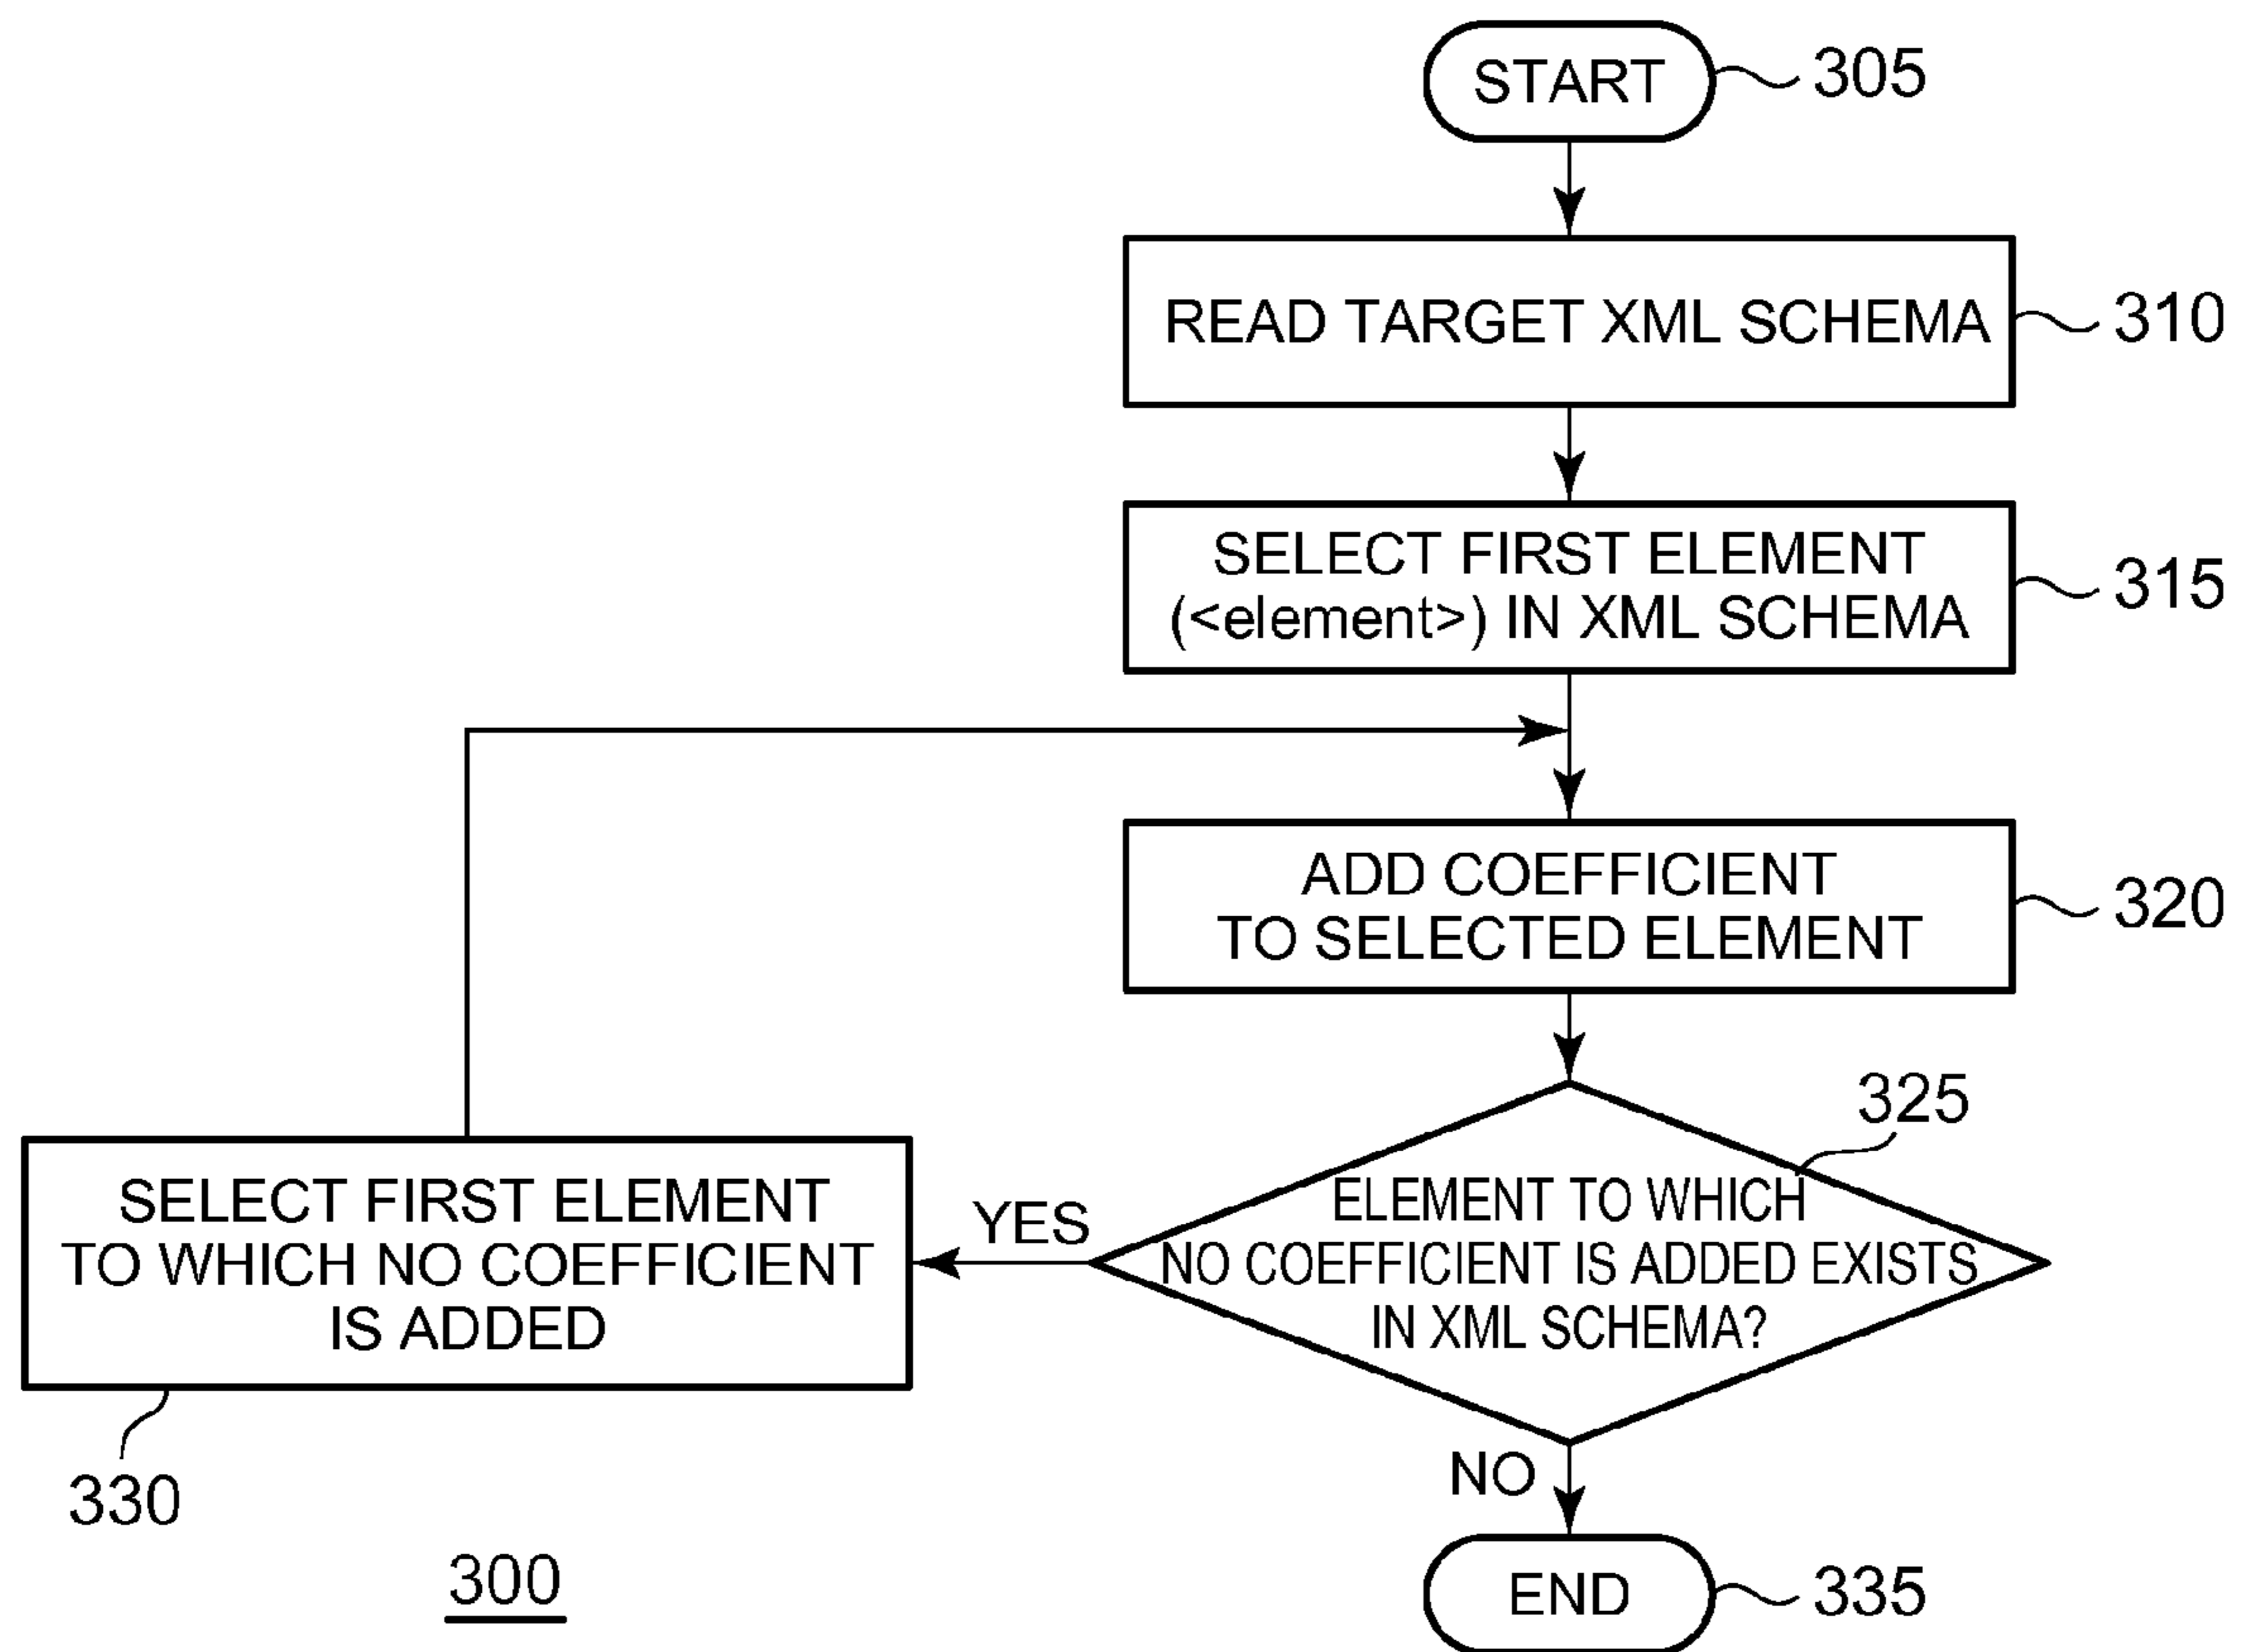 START
305
READ TARGET XML SCHEMA
310
SELECT FIRST ELEMENT
(<element>) IN XML SCHEMA
315
ADD COEFFICIENT
TO SELECTED ELEMENT
320
325
ELEMENT TO WHICH
NO COEFFICIENT IS ADDED EXISTS
IN XML SCHEMA?
YES
SELECT FIRST ELEMENT
TO WHICH NO COEFFICIENT
IS ADDED
330
NO
END
335
300